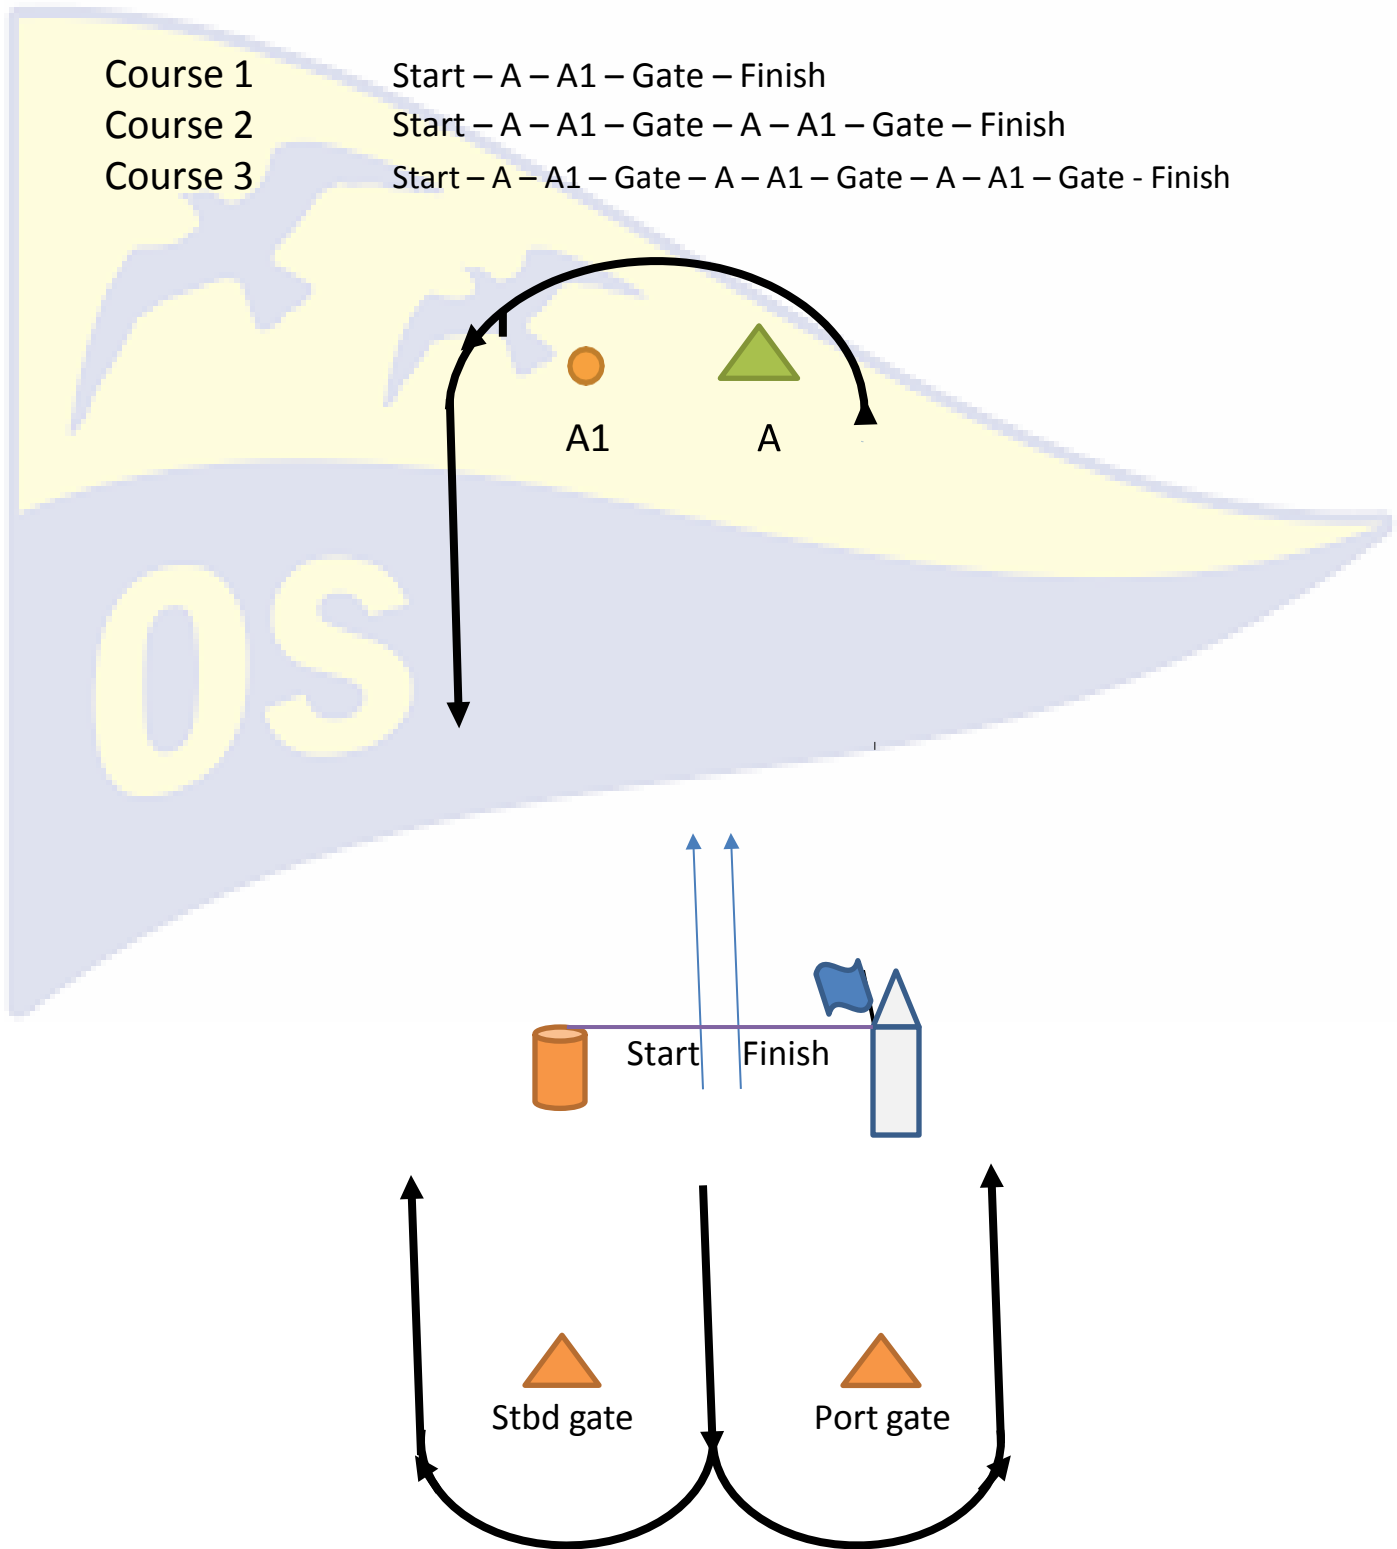 Course 1 Start – A – A1 – Gate – Finish
Course 2 Start – A – A1 – Gate – A – A1 – Gate – Finish
Course 3 Start – A – A1 – Gate – A – A1 – Gate – A – A1 – Gate - Finish
A1 A
OS
Start Finish
Stbd gate Port gate